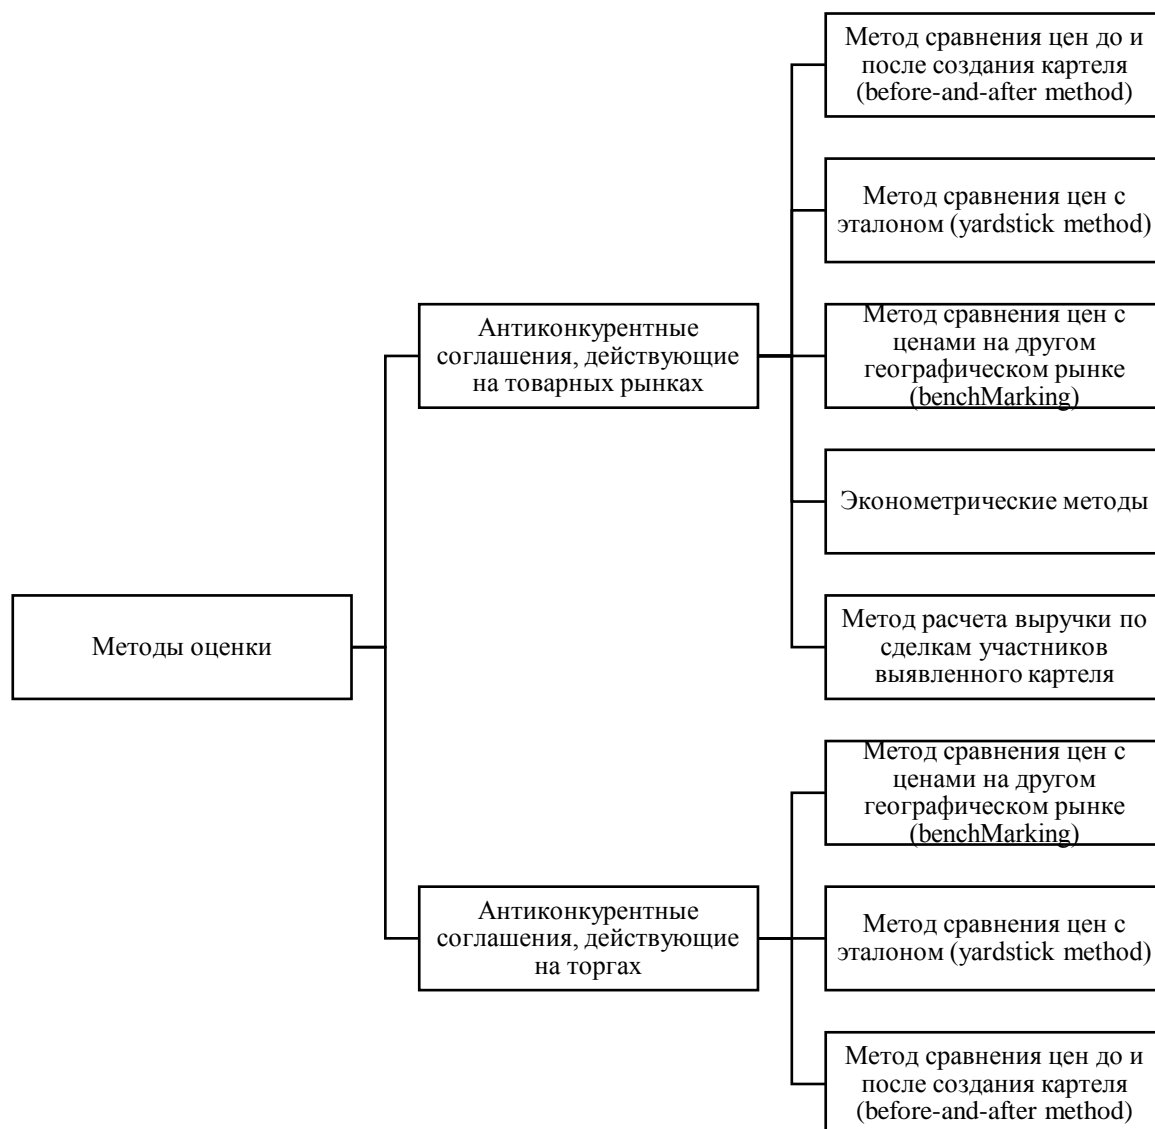 Метод сравнения цен до и
после создания картеля
(before-and-after method)
Метод сравнения цен с
эталоном (yardstick method)
Антиконкурентные
соглашения, действующие
на товарных рынках
Метод сравнения цен с
ценами на другом
географическом рынке
(benchMarking)
Эконометрические методы
Методы оценки
Метод расчета выручки по
сделкам участников
выявленного картеля
Метод сравнения цен с
ценами на другом
географическом рынке
(benchMarking)
Антиконкурентные
соглашения, действующие
на торгах
Метод сравнения цен с
эталоном (yardstick method)
Метод сравнения цен до и
после создания картеля
(before-and-after method)